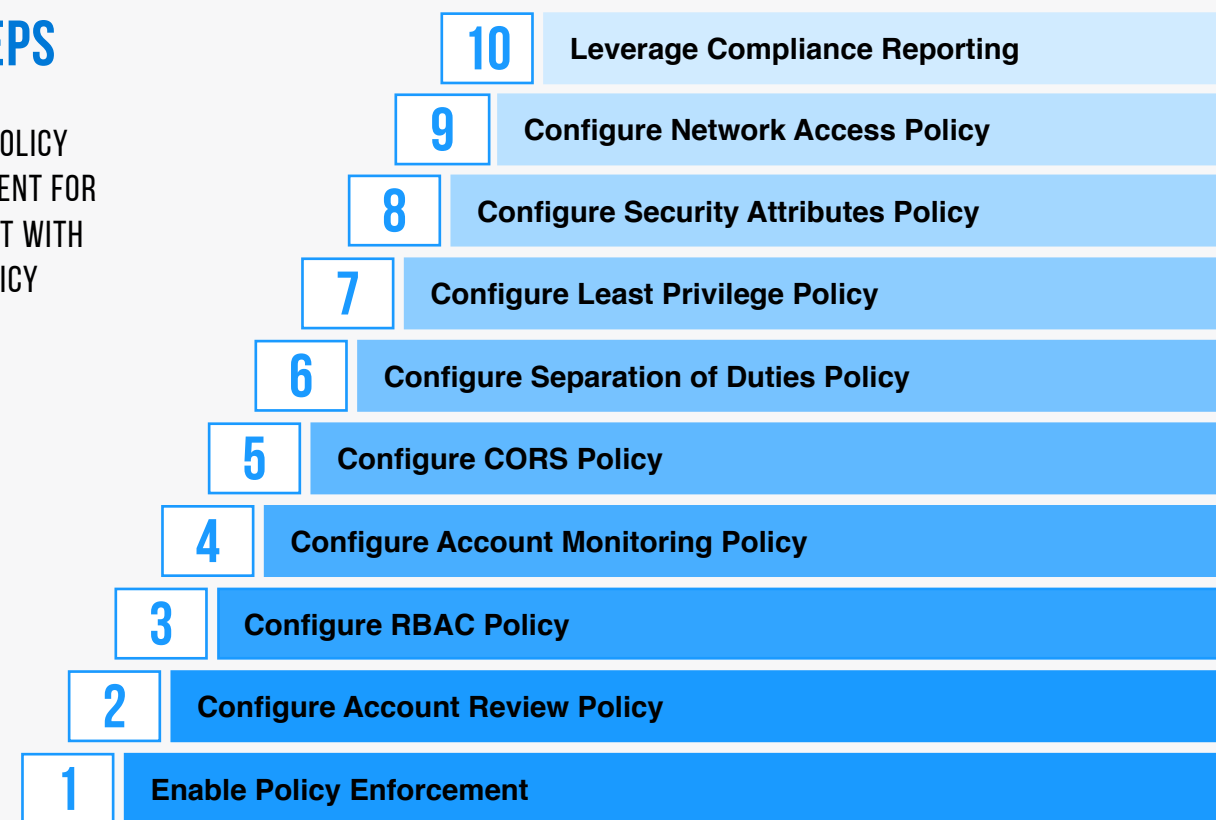 EPS
OLICY
ENT FOR
T WITH
ICY
10 Leverage Compliance Reporting
9 Configure Network Access Policy
8 Configure Security Attributes Policy
7 Configure Least Privilege Policy
6 Configure Separation of Duties Policy
5 Configure CORS Policy
4 Configure Account Monitoring Policy
3 Configure RBAC Policy
2 Configure Account Review Policy
1 Enable Policy Enforcement